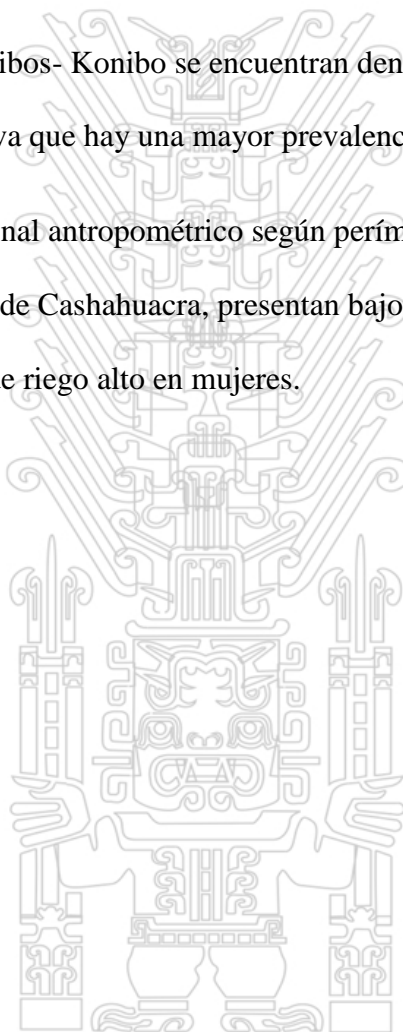 ibos- Konibo se encuentran den
va que hay una mayor prevalenc
nal antropométrico según perím
de Cashahuacra, presentan bajo
e riego alto en mujeres.